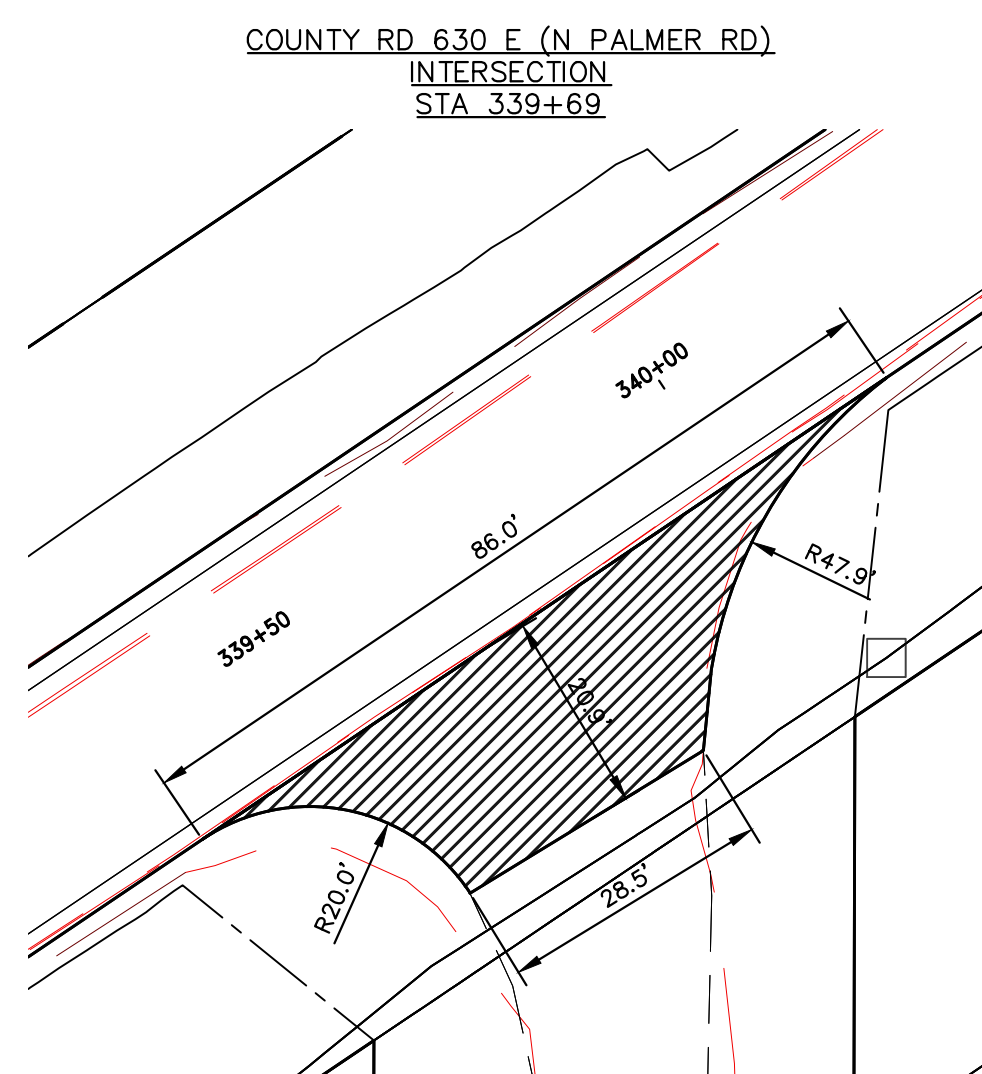 COUNTY RD 630 E (N PALMER RD)
INTERSECTION
STA 339+69
340+00
86.0'
R47.9'
339+50
20.9'
28.5'
R20.0'